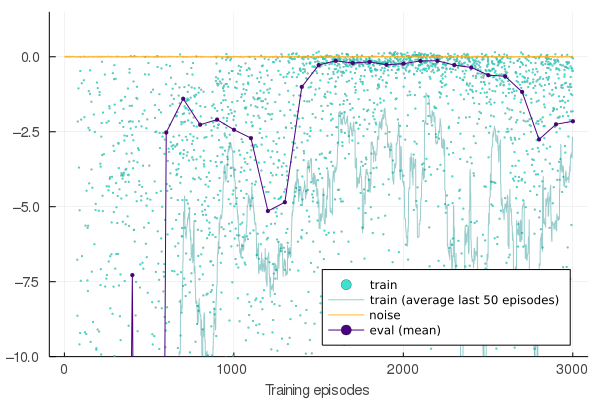 0.0
−2.5
−5.0
−7.5
−10.0
train
train (average last 50 episodes)
noise
eval (mean)
0 1000 2000 3000
Training episodes